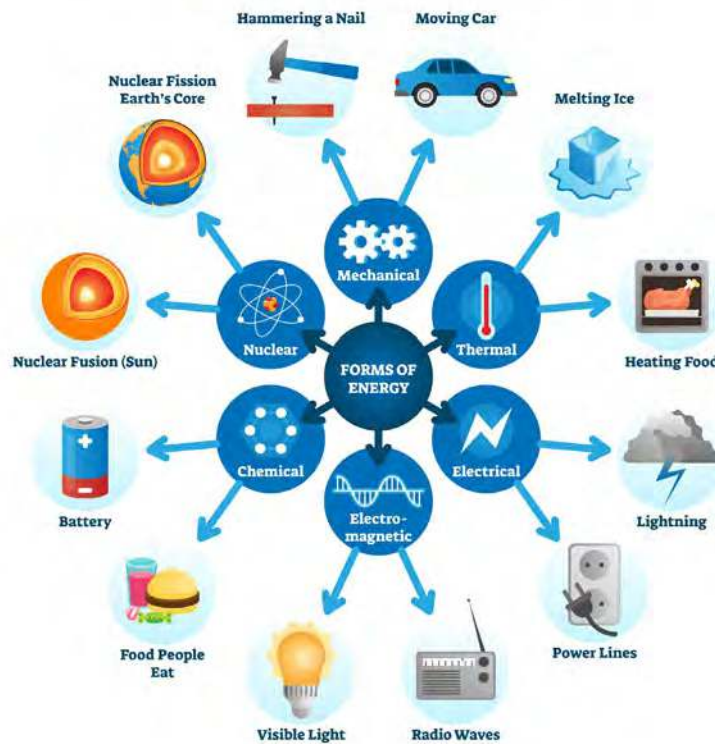 Hammering a Nail
Moving Car
Nuclear Fission
Earth's Core
Melting Ice
Mechanical
Nuclear
Thermal
Nuclear Fusion (Sun)
FORMS OF
ENERGY
Heating Food
Chemical
Electrical
Battery
Electro-
magnetic
Lightning
Food People
Eat
Power Lines
Visible Light
Radio Waves